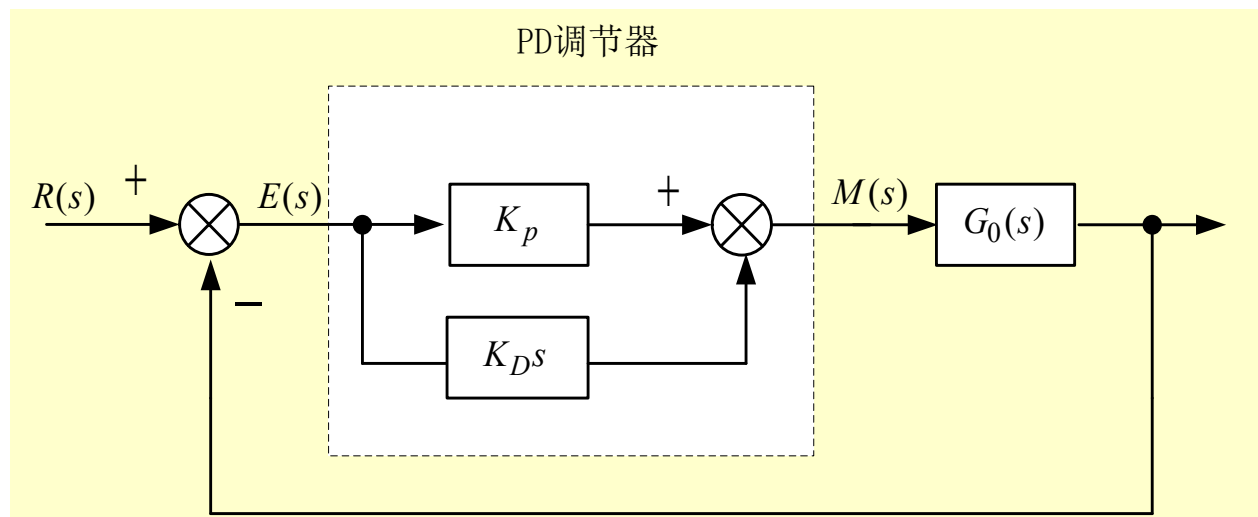 PD调节器
R(s)
+
E(s)
K_p
+
M(s)
G_0(s)
−
K_D s